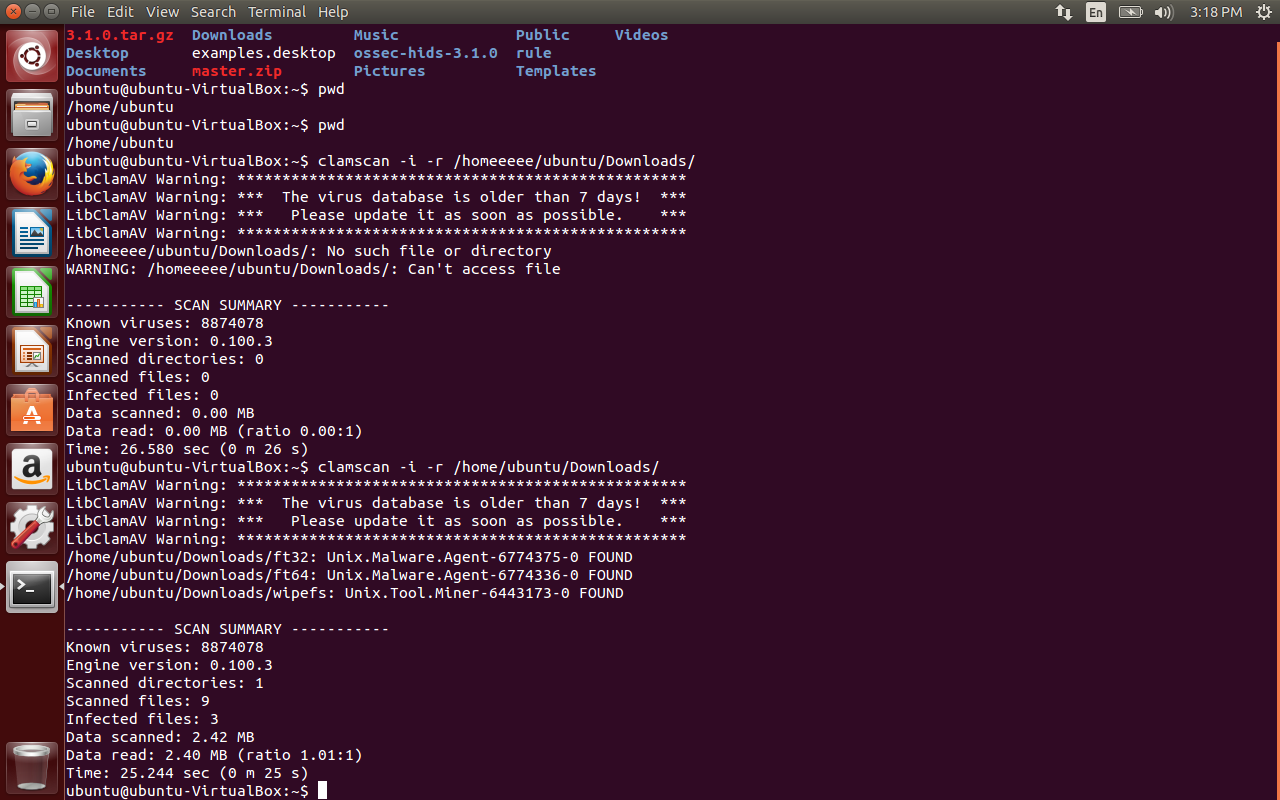 File Edit View Search Terminal Help En 3:18 PM
3.1.0.tar.gz  Downloads         Music             Public     Videos
Desktop       examples.desktop  ossec-hids-3.1.0  rule
Documents     master.zip        Pictures          Templates
ubuntu@ubuntu-VirtualBox:~$ pwd
/home/ubuntu
ubuntu@ubuntu-VirtualBox:~$ pwd
/home/ubuntu
ubuntu@ubuntu-VirtualBox:~$ clamscan -i -r /homeeeee/ubuntu/Downloads/
LibClamAV Warning: **************************************************
LibClamAV Warning: ***  The virus database is older than 7 days!  ***
LibClamAV Warning: ***   Please update it as soon as possible.    ***
LibClamAV Warning: **************************************************
/homeeeee/ubuntu/Downloads/: No such file or directory
WARNING: /homeeeee/ubuntu/Downloads/: Can't access file
----------- SCAN SUMMARY -----------
Known viruses: 8874078
Engine version: 0.100.3
Scanned directories: 0
Scanned files: 0
Infected files: 0
Data scanned: 0.00 MB
Data read: 0.00 MB (ratio 0.00:1)
Time: 26.580 sec (0 m 26 s)
ubuntu@ubuntu-VirtualBox:~$ clamscan -i -r /home/ubuntu/Downloads/
LibClamAV Warning: **************************************************
LibClamAV Warning: ***  The virus database is older than 7 days!  ***
LibClamAV Warning: ***   Please update it as soon as possible.    ***
LibClamAV Warning: **************************************************
/home/ubuntu/Downloads/ft32: Unix.Malware.Agent-6774375-0 FOUND
/home/ubuntu/Downloads/ft64: Unix.Malware.Agent-6774336-0 FOUND
/home/ubuntu/Downloads/wipefs: Unix.Tool.Miner-6443173-0 FOUND
----------- SCAN SUMMARY -----------
Known viruses: 8874078
Engine version: 0.100.3
Scanned directories: 1
Scanned files: 9
Infected files: 3
Data scanned: 2.42 MB
Data read: 2.40 MB (ratio 1.01:1)
Time: 25.244 sec (0 m 25 s)
ubuntu@ubuntu-VirtualBox:~$